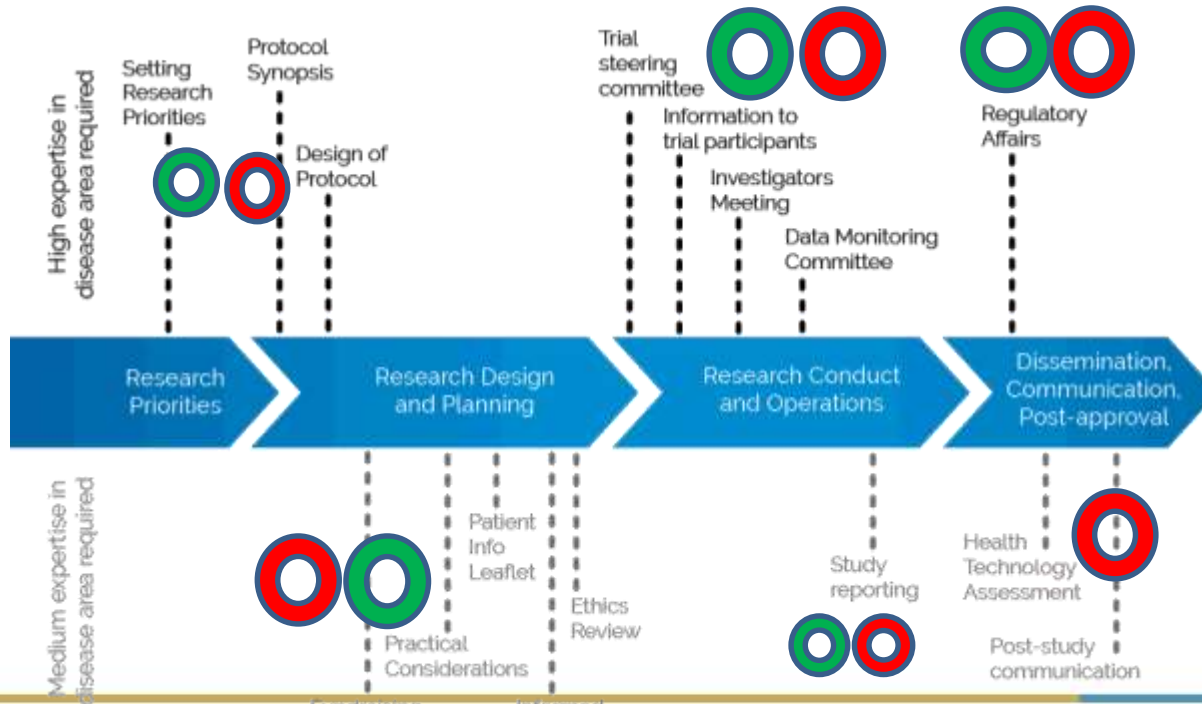 High expertise in
disease area required
Setting
Research
Priorities
Protocol
Synopsis
Design of
Protocol
Trial
steering
committee
Information to
trial participants
Investigators
Meeting
Data Monitoring
Committee
Regulatory
Affairs
Research
Priorities
Research Design
and Planning
Research Conduct
and Operations
Dissemination,
Communication,
Post-approval
Medium expertise in
disease area required
Patient
Info
Leaflet
Ethics
Review
Practical
Considerations
Study
reporting
Health
Technology
Assessment
Post-study
communication